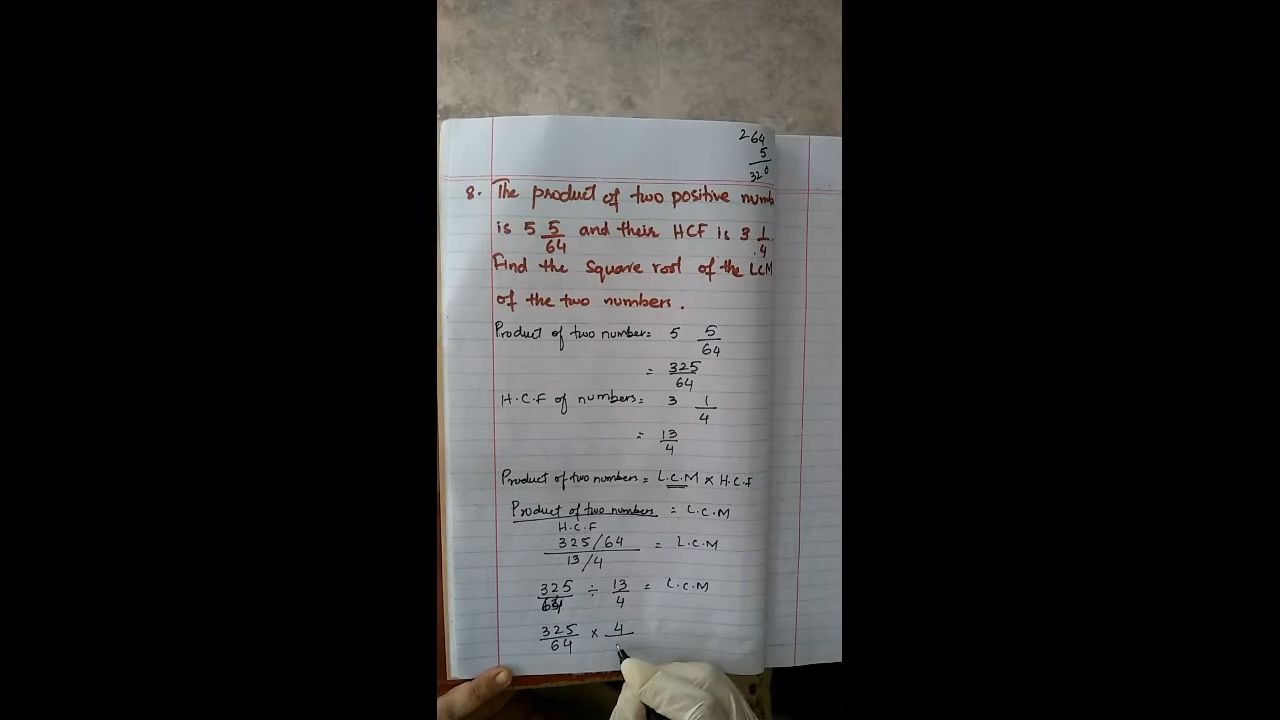 264
5
320
8. The product of two positive numb
is 5 5/64 and their HCF is 3 1/4.
Find the square root of the LCM
of the two numbers.
Product of two number= 5 5/64
= 325/64
H.C.F of numbers= 3 1/4
= 13/4
Product of two numbers = L.C.M × H.C.F
Product of two numbers/H.C.F = L.C.M
325/64 / 13/4 = L.C.M
325/64 ÷ 13/4 = L.C.M
325/64 × 4